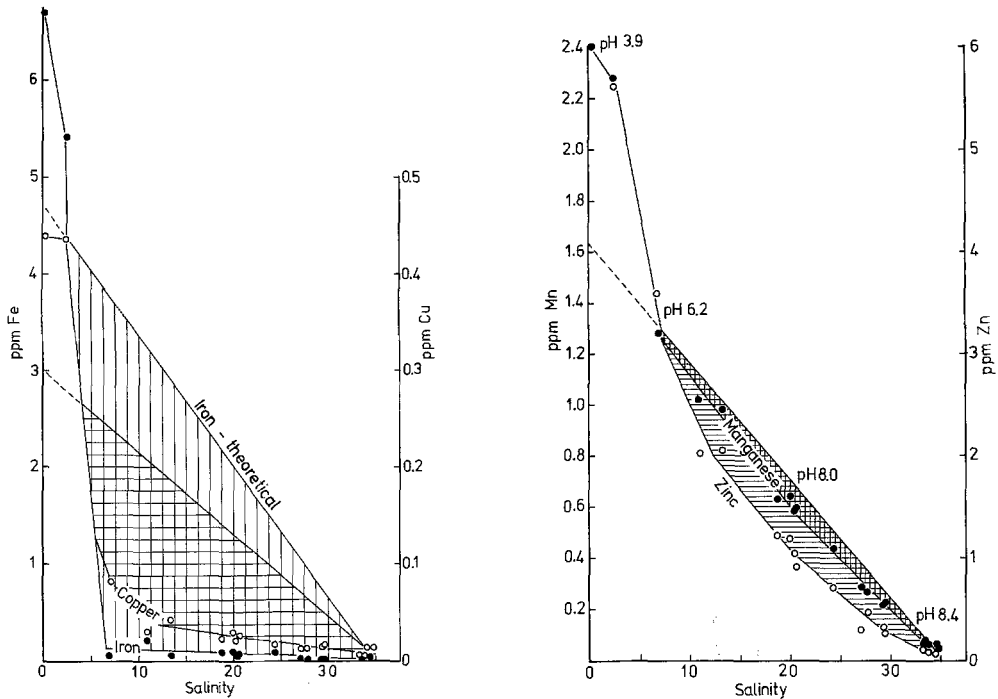 6
5
4
3
2
1
ppm Fe
0.5
0.4
0.3
0.2
0.1
0
ppm Cu
Iron - theoretical
Copper
Iron
0
10
20
30
Salinity
2.4
2.2
2.0
1.8
1.6
1.4
1.2
1.0
0.8
0.6
0.4
0.2
ppm Mn
pH 3.9
pH 6.2
pH 8.0
pH 8.4
Manganese
Zinc
6
5
4
3
2
1
0
ppm Zn
0
10
20
30
Salinity